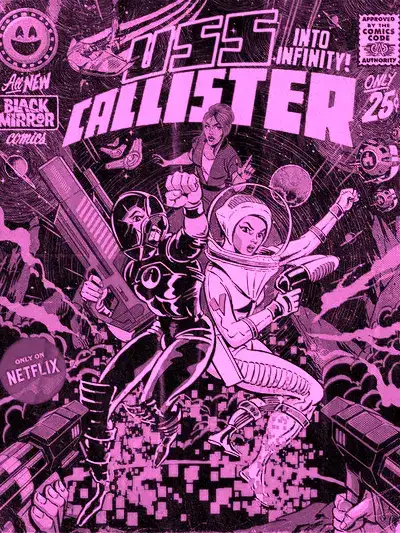 USS
CALLISTER
INTO
INFINITY!
APPROVED
BY THE
COMICS
CODE
AUTHORITY
All NEW
BLACK
MIRROR
comics
ONLY
25¢
ONLY ON
NETFLIX